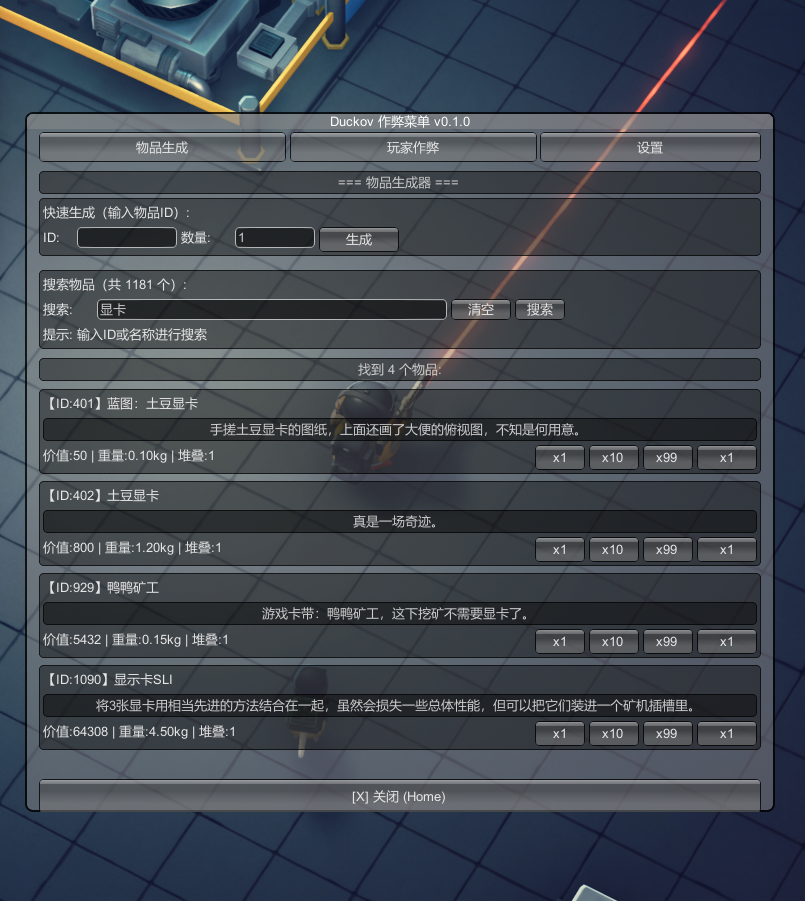 Duckov 作弊菜单 v0.1.0
物品生成 玩家作弊 设置
=== 物品生成器 ===
快速生成（输入物品ID）:
ID: 数量: 1 生成
搜索物品（共 1181 个）:
搜索: 显卡 清空 搜索
提示: 输入ID或名称进行搜索
找到 4 个物品:
【ID:401】蓝图：土豆显卡
手搓土豆显卡的图纸，上面还画了大便的俯视图，不知是何用意。
价值:50 | 重量:0.10kg | 堆叠:1 x1 x10 x99 x1
【ID:402】土豆显卡
真是一场奇迹。
价值:800 | 重量:1.20kg | 堆叠:1 x1 x10 x99 x1
【ID:929】鸭鸭矿工
游戏卡带：鸭鸭矿工，这下挖矿不需要显卡了。
价值:5432 | 重量:0.15kg | 堆叠:1 x1 x10 x99 x1
【ID:1090】显示卡SLI
将3张显卡用相当先进的方法结合在一起，虽然会损失一些总体性能，但可以把它们装进一个矿机插槽里。
价值:64308 | 重量:4.50kg | 堆叠:1 x1 x10 x99 x1
[X] 关闭 (Home)